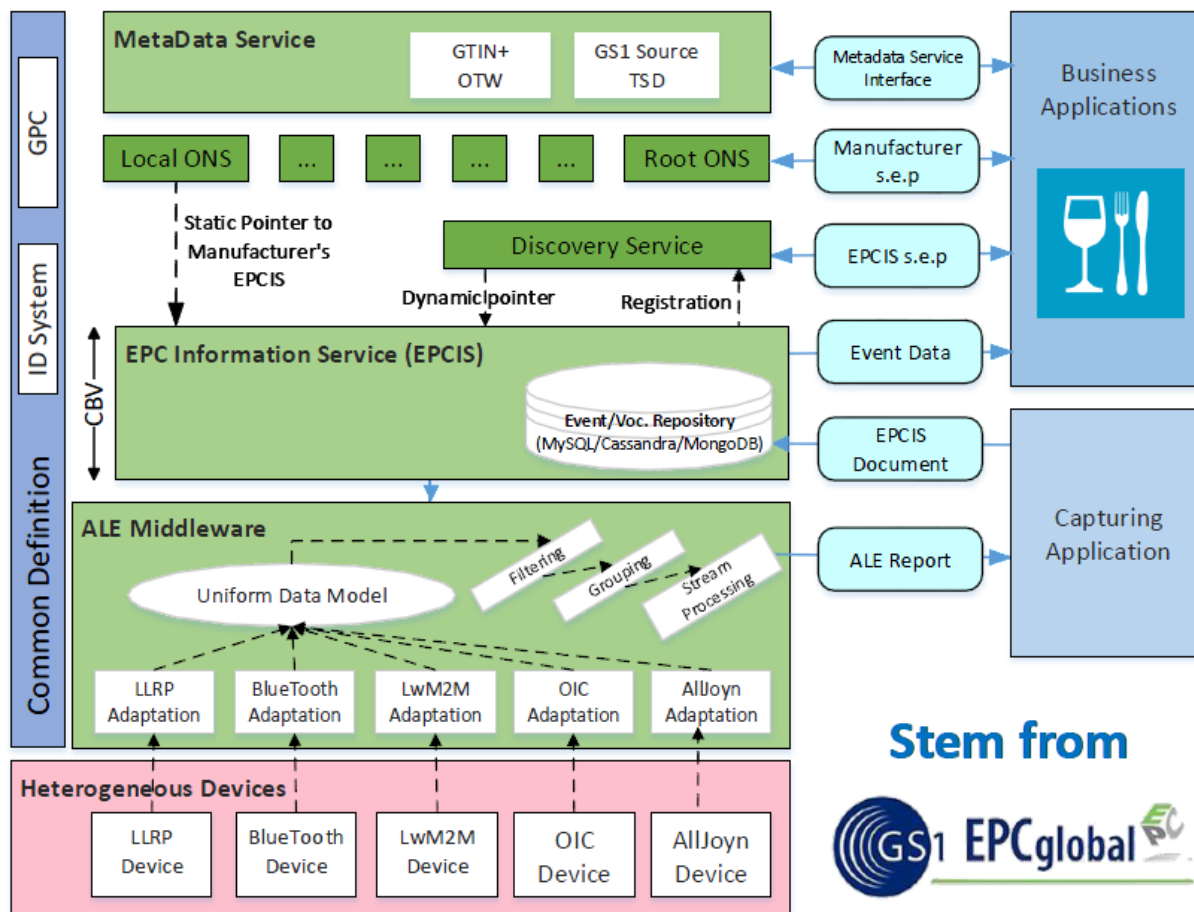 MetaData Service
GTIN+
OTW
GS1 Source
TSD
Metadata Service
Interface
Business
Applications
GPC
Local ONS
...
...
...
...
Root ONS
Manufacturer
s.e.p
Static Pointer to
Manufacturer's
EPCIS
Discovery Service
EPCIS s.e.p
ID System
Dynamic pointer
Registration
EPC Information Service (EPCIS)
Event Data
CBV
Event/Voc. Repository
(MySQL/Cassandra/MongoDB)
EPCIS
Document
Common Definition
ALE Middleware
Filtering
Grouping
Stream
Processing
ALE Report
Capturing
Application
Uniform Data Model
LLRP
Adaptation
BlueTooth
Adaptation
LwM2M
Adaptation
OIC
Adaptation
AllJoyn
Adaptation
Stem from
Heterogeneous Devices
LLRP
Device
BlueTooth
Device
LwM2M
Device
OIC
Device
AllJoyn
Device
GS1 EPCglobal
EPC